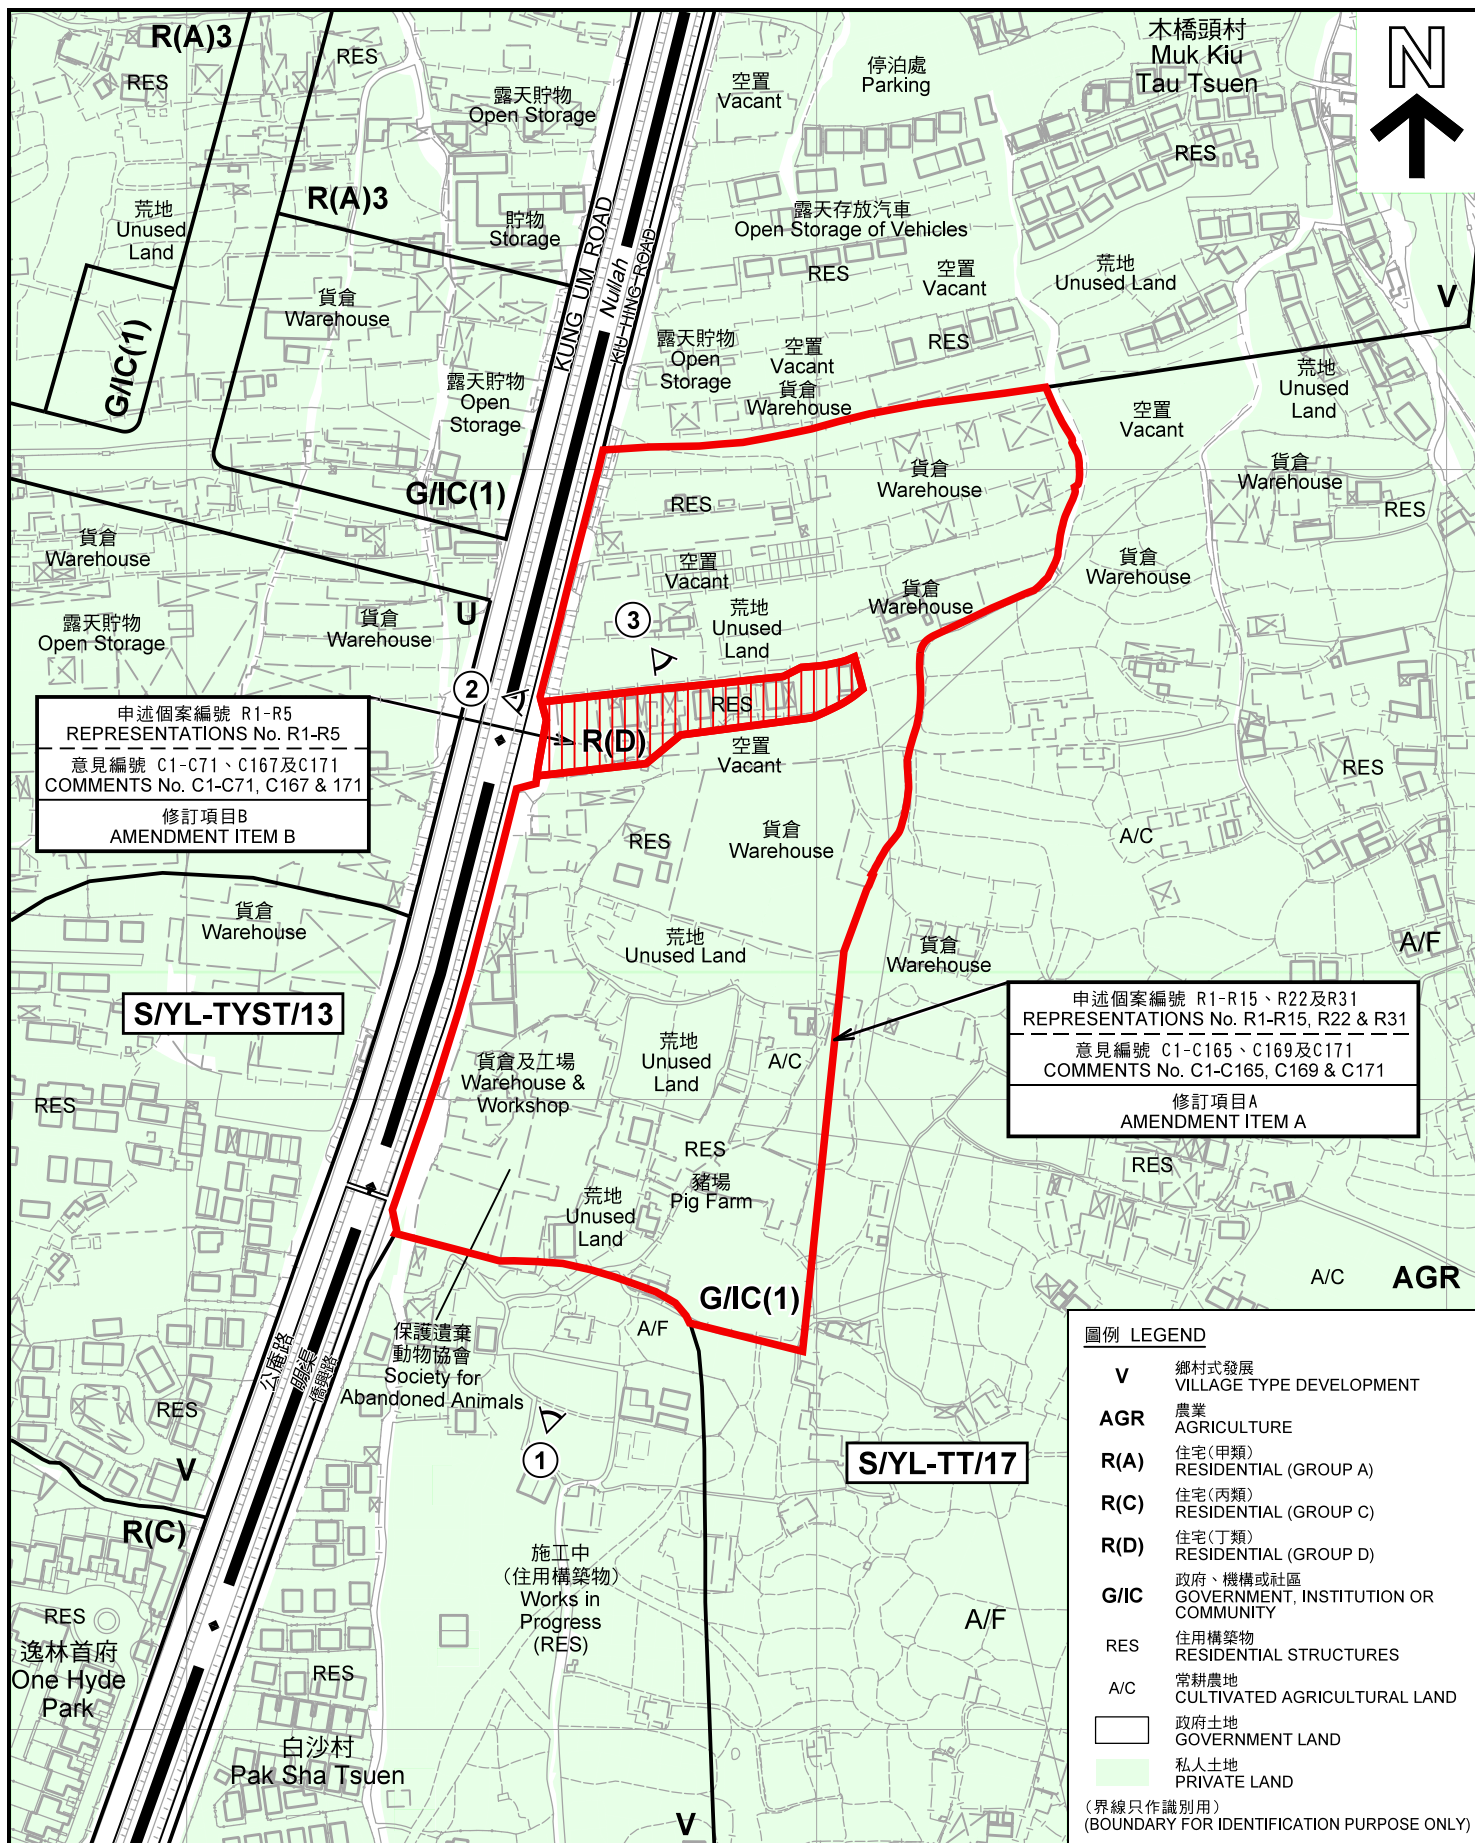 R(A)3
RES
RES
露天貯物
Open Storage
空置
Vacant
停泊處
Parking
木橋頭村
Muk Kiu
Tau Tsuen
N
RES
荒地
Unused
Land
R(A)3
貯物
Storage
露天存放汽車
Open Storage of Vehicles
RES
空置
Vacant
荒地
Unused Land
V
G/IC(1)
貨倉
Warehouse
KUNG UM ROAD
Nullah
KIU HING ROAD
露天貯物
Open
Storage
空置
Vacant
貨倉
Warehouse
RES
荒地
Unused
Land
露天貯物
Open
Storage
空置
Vacant
G/IC(1)
貨倉
Warehouse
貨倉
Warehouse
RES
RES
貨倉
Warehouse
空置
Vacant
貨倉
Warehouse
露天貯物
Open Storage
貨倉
Warehouse
U
3
荒地
Unused
Land
貨倉
Warehouse
2
RES
R(D)
空置
Vacant
申述個案編號 R1-R5
REPRESENTATIONS No. R1-R5
意見編號 C1-C71、C167及C171
COMMENTS No. C1-C71, C167 & 171
修訂項目B
AMENDMENT ITEM B
RES
RES
貨倉
Warehouse
A/C
貨倉
Warehouse
荒地
Unused Land
貨倉
Warehouse
A/F
S/YL-TYST/13
申述個案編號 R1-R15、R22及R31
REPRESENTATIONS No. R1-R15, R22 & R31
意見編號 C1-C165、C169及C171
COMMENTS No. C1-C165, C169 & C171
修訂項目A
AMENDMENT ITEM A
貨倉及工場
Warehouse &
Workshop
荒地
Unused
Land
A/C
RES
RES
豬場
Pig Farm
荒地
Unused
Land
RES
A/C
AGR
G/IC(1)
A/F
保護遺棄
動物協會
Society for
Abandoned Animals
公庵路
明渠
僑興路
RES
V
1
S/YL-TT/17
R(C)
施工中
（住用構築物）
Works in
Progress
(RES)
A/F
RES
逸林首府
One Hyde
Park
RES
白沙村
Pak Sha Tsuen
V
圖例 LEGEND
V 鄉村式發展
VILLAGE TYPE DEVELOPMENT
AGR 農業
AGRICULTURE
R(A) 住宅（甲類）
RESIDENTIAL (GROUP A)
R(C) 住宅（丙類）
RESIDENTIAL (GROUP C)
R(D) 住宅（丁類）
RESIDENTIAL (GROUP D)
G/IC 政府、機構或社區
GOVERNMENT, INSTITUTION OR
COMMUNITY
RES 住用構築物
RESIDENTIAL STRUCTURES
A/C 常耕農地
CULTIVATED AGRICULTURAL LAND
政府土地
GOVERNMENT LAND
私人土地
PRIVATE LAND
（界線只作識別用）
(BOUNDARY FOR IDENTIFICATION PURPOSE ONLY)